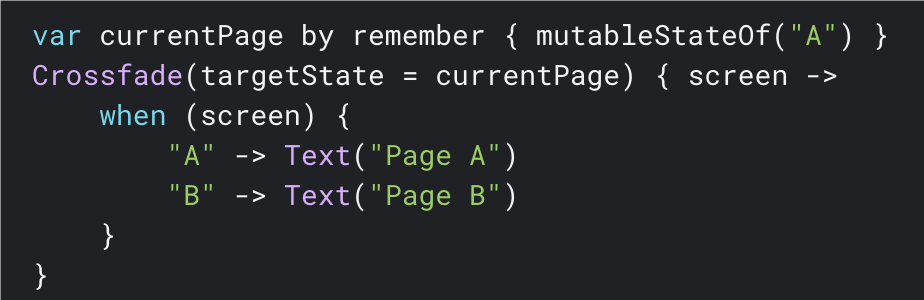 var currentPage by remember { mutableStateOf("A") }
Crossfade(targetState = currentPage) { screen ->
    when (screen) {
        "A" -> Text("Page A")
        "B" -> Text("Page B")
    }
}